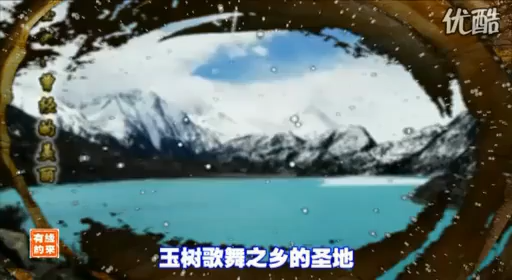 优酷
曾经的美丽
有缘
的来
玉树歌舞之乡的圣地